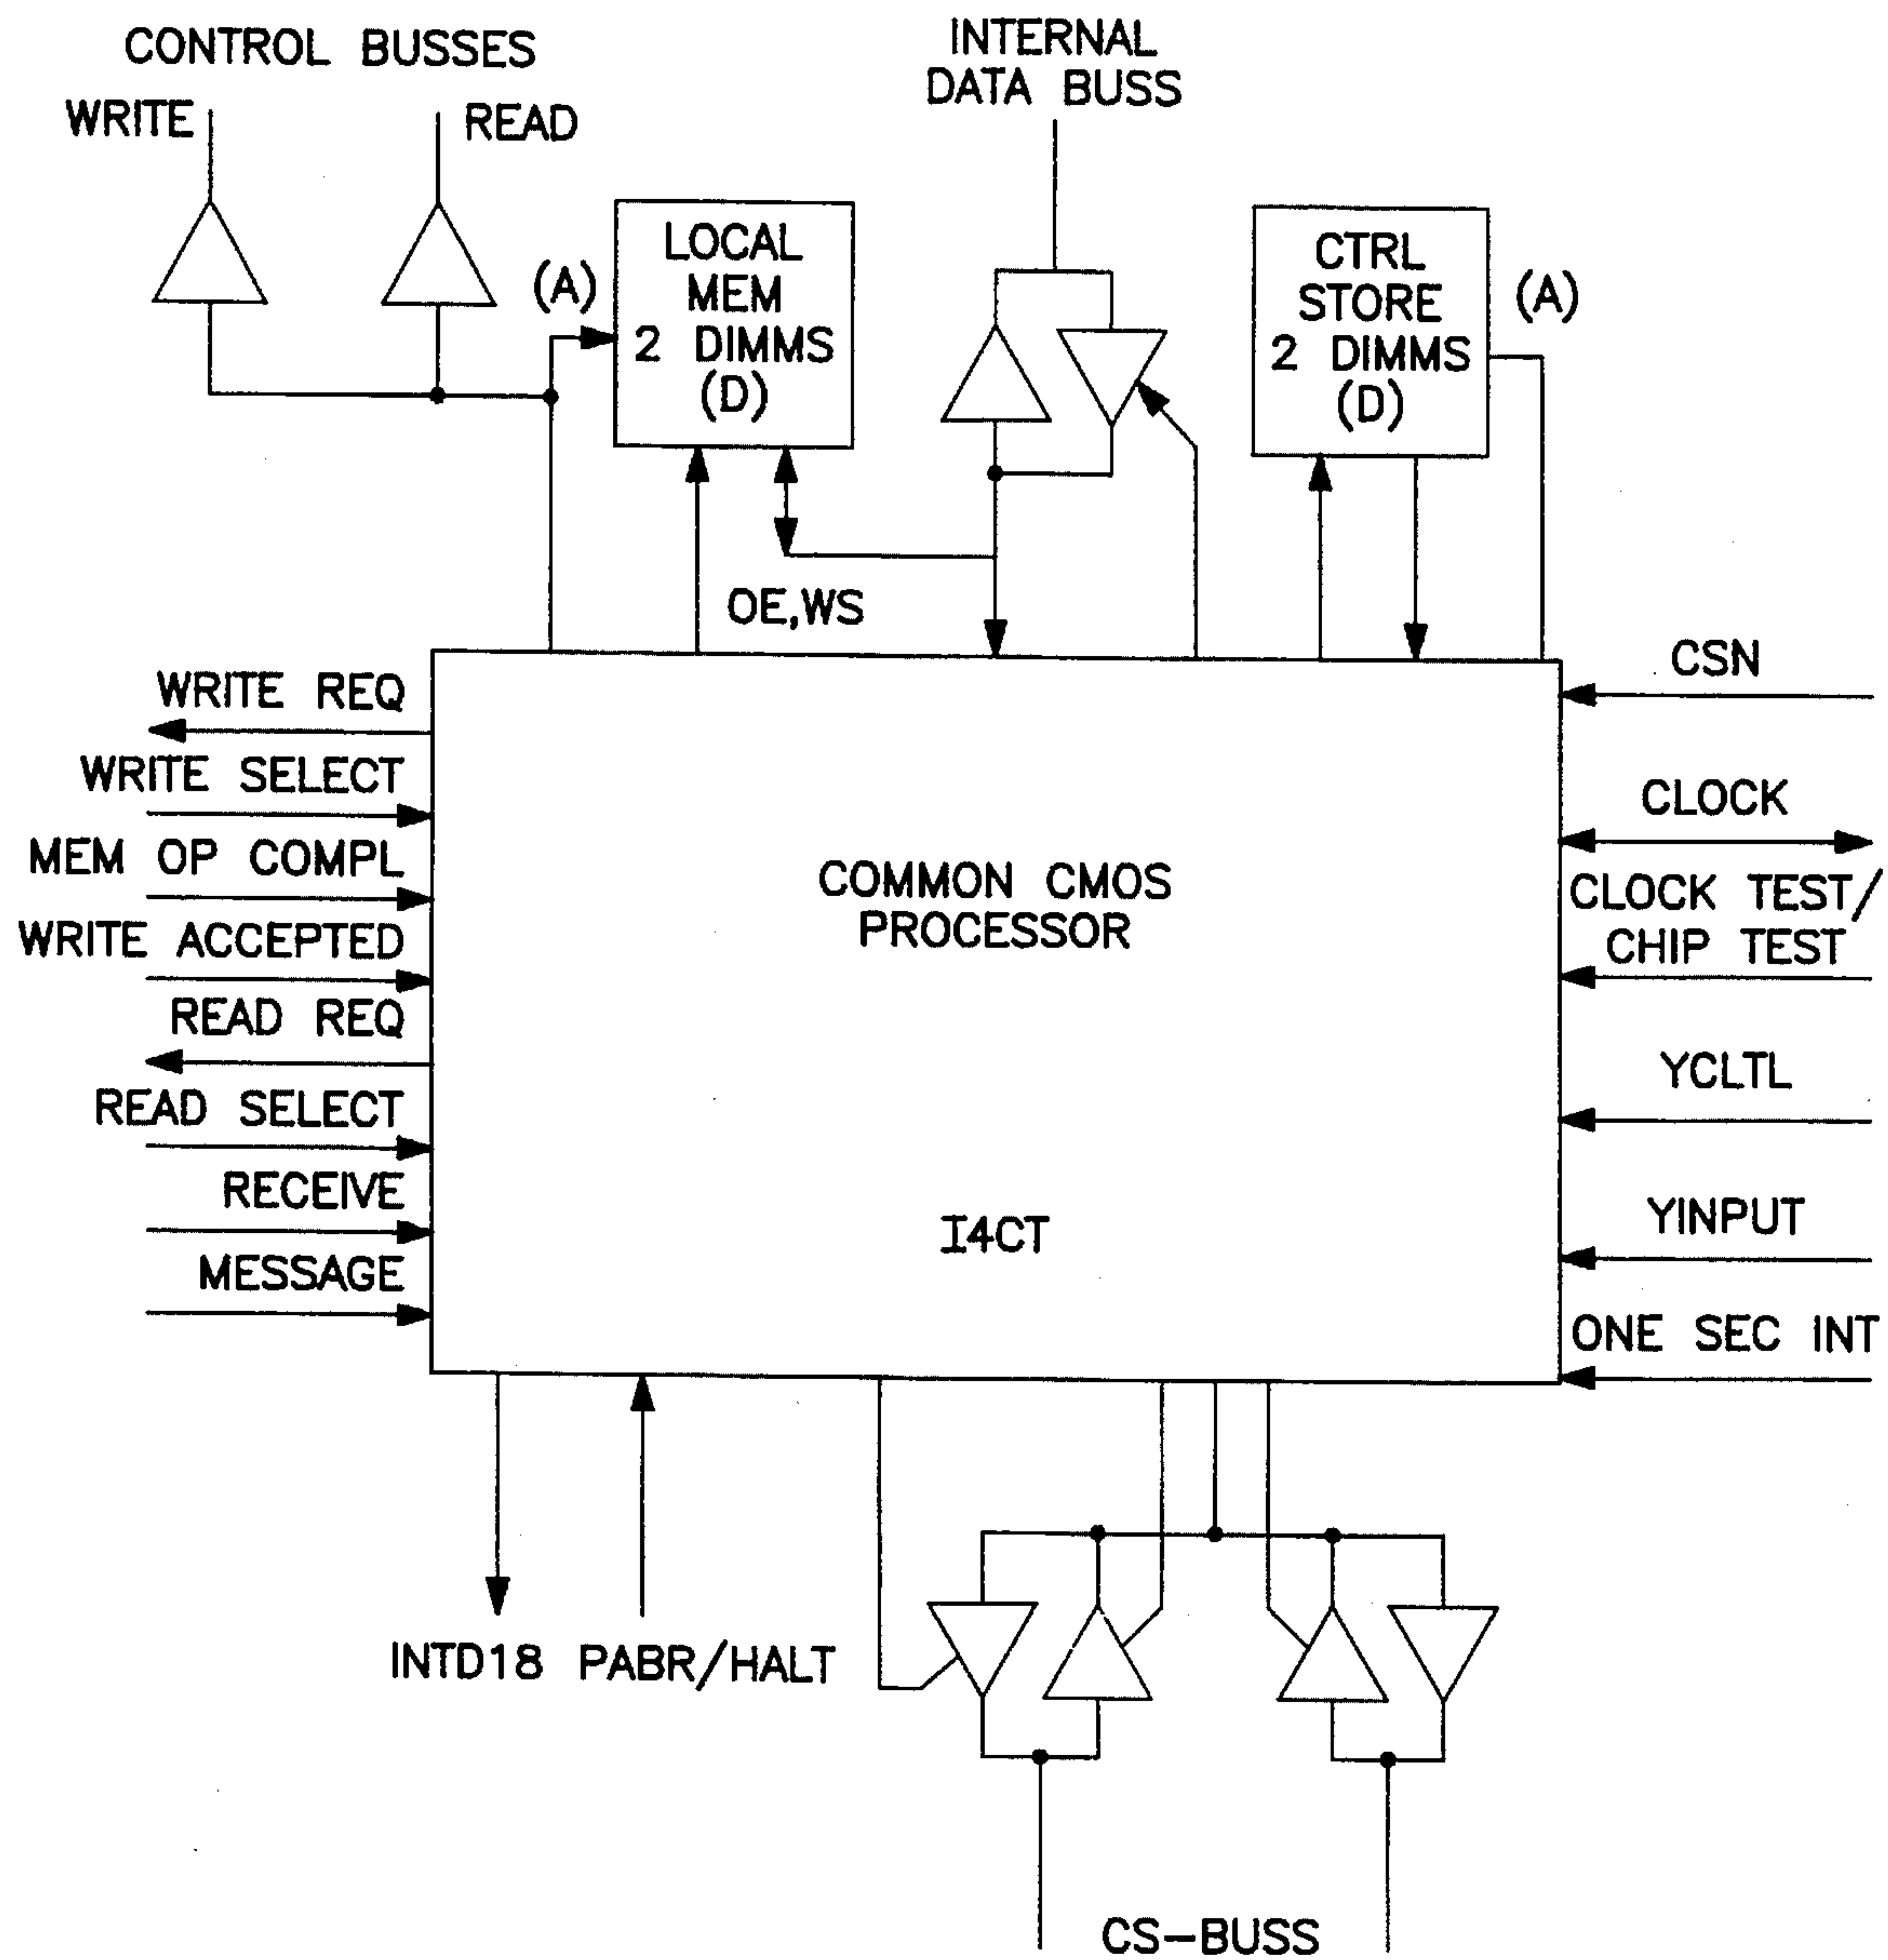 CONTROL BUSSES
WRITE
READ
INTERNAL
DATA BUSS
(A)
LOCAL
MEM
2 DIMMS
(D)
CTRL
STORE
2 DIMMS
(D)
(A)
OE,WS
WRITE REQ
WRITE SELECT
MEM OP COMPL
WRITE ACCEPTED
READ REQ
READ SELECT
RECEIVE
MESSAGE
COMMON CMOS
PROCESSOR
I4CT
CSN
CLOCK
CLOCK TEST/
CHIP TEST
YCLTL
YINPUT
ONE SEC INT
INTD18 PABR/HALT
CS-BUSS